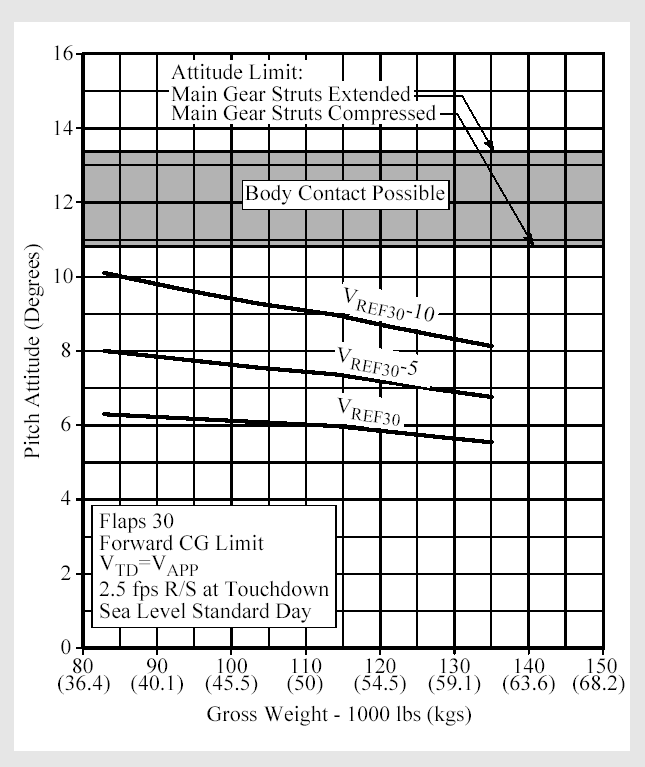 16
14
12
10
8
6
4
2
0
Pitch Attitude (Degrees)
Attitude Limit:
Main Gear Struts Extended
Main Gear Struts Compressed
Body Contact Possible
VREF30-10
VREF30-5
VREF30
Flaps 30
Forward CG Limit
VTD=VAPP
2.5 fps R/S at Touchdown
Sea Level Standard Day
80 90 100 110 120 130 140 150
(36.4) (40.1) (45.5) (50) (54.5) (59.1) (63.6) (68.2)
Gross Weight - 1000 lbs (kgs)